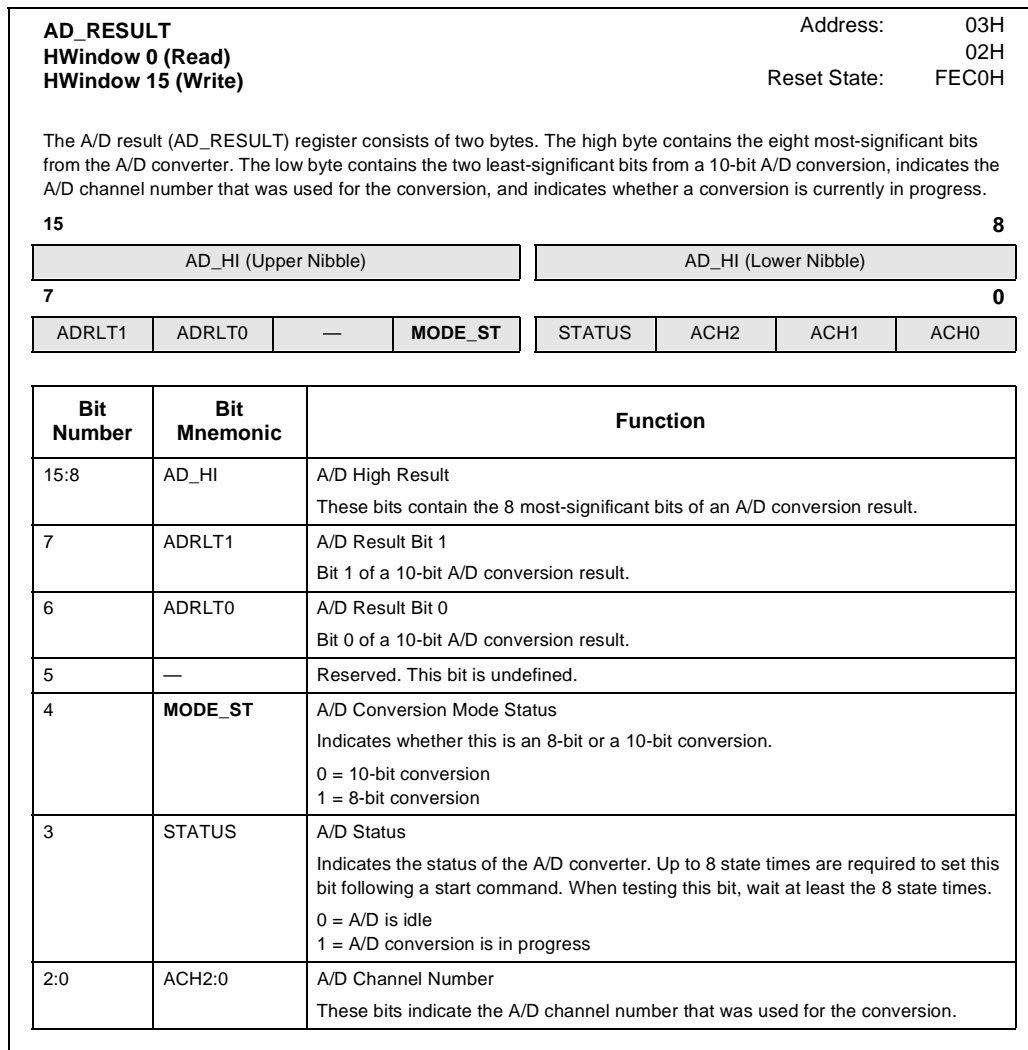 AD_RESULT Address: 03H
HWindow 0 (Read) 02H
HWindow 15 (Write) Reset State: FEC0H
The A/D result (AD_RESULT) register consists of two bytes. The high byte contains the eight most-significant bits
from the A/D converter. The low byte contains the two least-significant bits from a 10-bit A/D conversion, indicates the
A/D channel number that was used for the conversion, and indicates whether a conversion is currently in progress.
15 8
AD_HI (Upper Nibble) AD_HI (Lower Nibble)
7 0
ADRLT1 ADRLT0 — MODE_ST STATUS ACH2 ACH1 ACH0
Bit Number Bit Mnemonic Function
15:8 AD_HI A/D High Result
These bits contain the 8 most-significant bits of an A/D conversion result.
7 ADRLT1 A/D Result Bit 1
Bit 1 of a 10-bit A/D conversion result.
6 ADRLT0 A/D Result Bit 0
Bit 0 of a 10-bit A/D conversion result.
5 — Reserved. This bit is undefined.
4 MODE_ST A/D Conversion Mode Status
Indicates whether this is an 8-bit or a 10-bit conversion.
0 = 10-bit conversion
1 = 8-bit conversion
3 STATUS A/D Status
Indicates the status of the A/D converter. Up to 8 state times are required to set this
bit following a start command. When testing this bit, wait at least the 8 state times.
0 = A/D is idle
1 = A/D conversion is in progress
2:0 ACH2:0 A/D Channel Number
These bits indicate the A/D channel number that was used for the conversion.